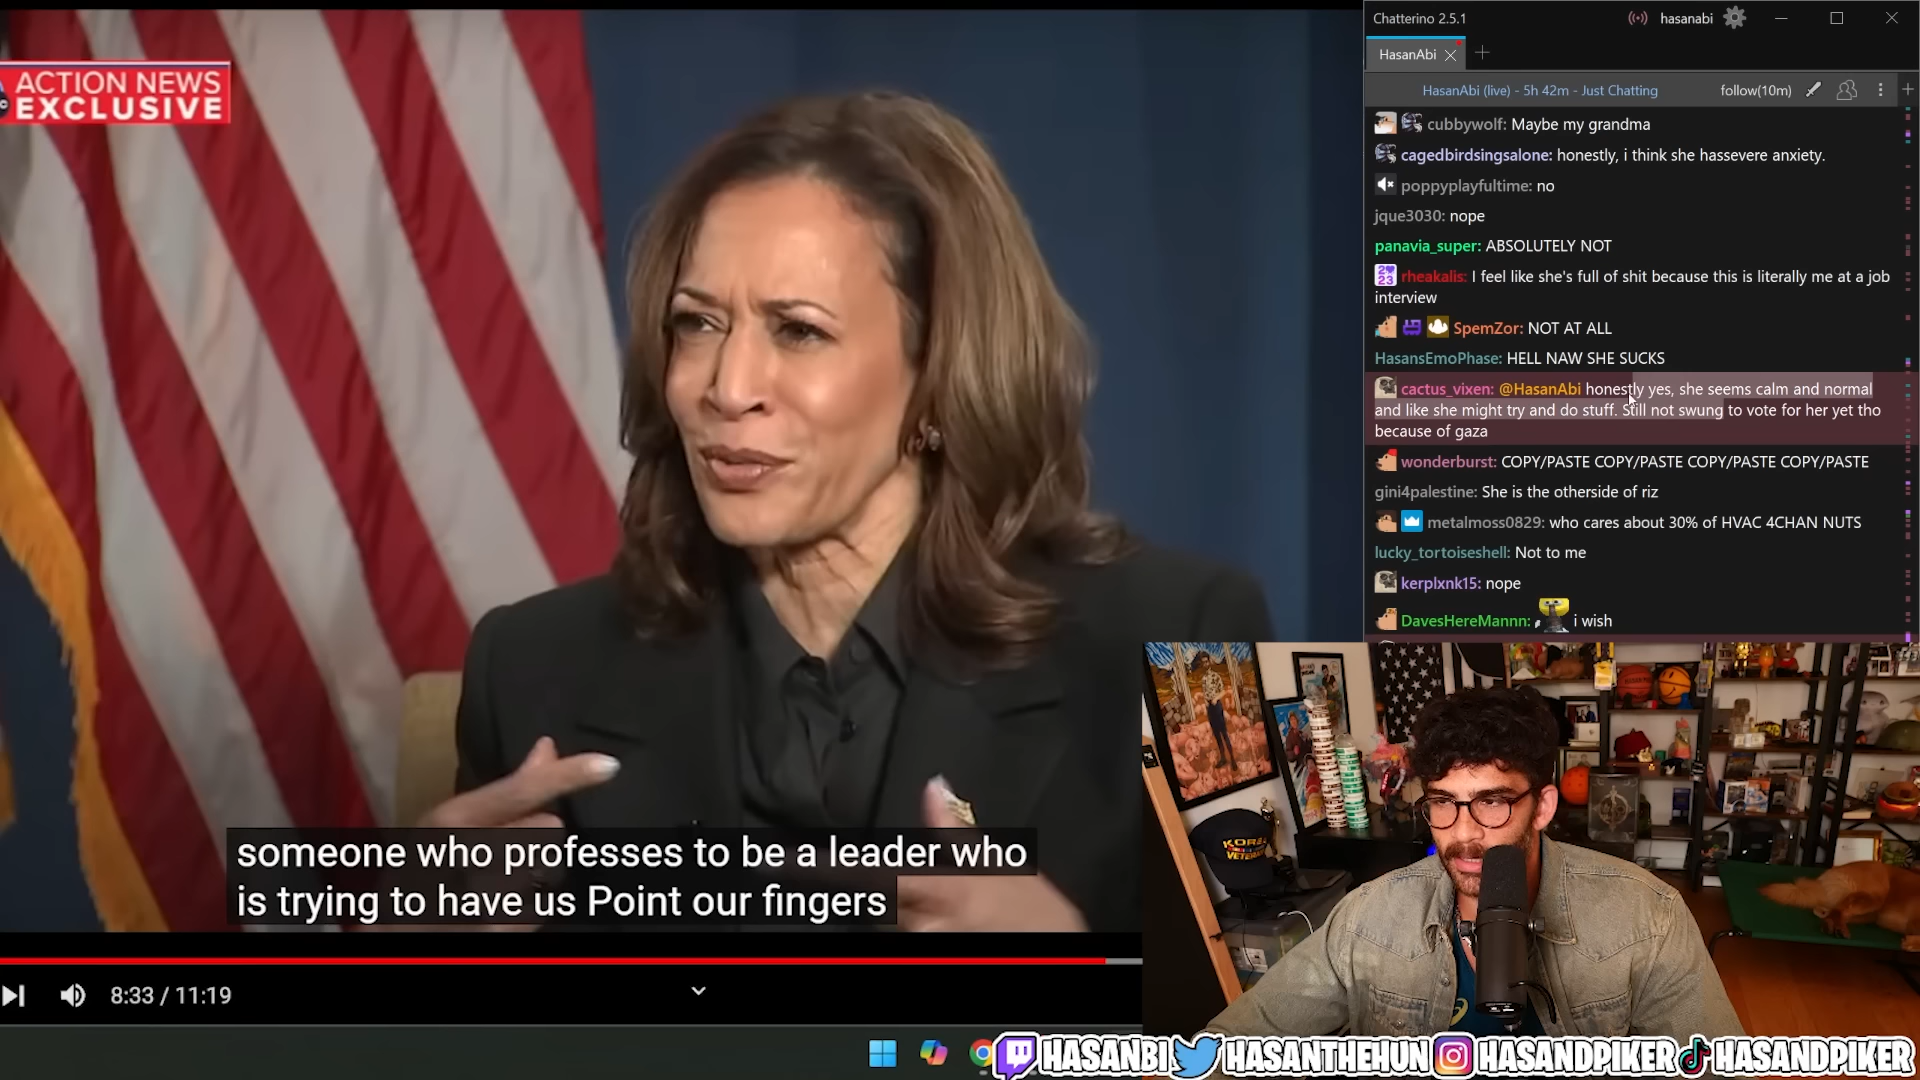 ACTION NEWS
EXCLUSIVE
someone who professes to be a leader who
is trying to have us Point our fingers
8:33 / 11:19
Chatterino 2.5.1
hasanabi
HasanAbi
HasanAbi (live) - 5h 42m - Just Chatting
follow(10m)
cubbywolf: Maybe my grandma
cagedbirdsingsalone: honestly, i think she hassevere anxiety.
poppyplayfultime: no
jque3030: nope
panavia_super: ABSOLUTELY NOT
rheakalis: I feel like she's full of shit because this is literally me at a job
interview
SpemZor: NOT AT ALL
HasansEmoPhase: HELL NAW SHE SUCKS
cactus_vixen: @HasanAbi honestly yes, she seems calm and normal
and like she might try and do stuff. Still not swung to vote for her yet tho
because of gaza
wonderburst: COPY/PASTE COPY/PASTE COPY/PASTE COPY/PASTE
gini4palestine: She is the otherside of riz
metalmoss0829: who cares about 30% of HVAC 4CHAN NUTS
lucky_tortoiseshell: Not to me
kerplxnk15: nope
DavesHereMannn: i wish
KOREA
VETERAN
HASANBI
HASANTHEHUN
HASANDPIKER
HASANDPIKER